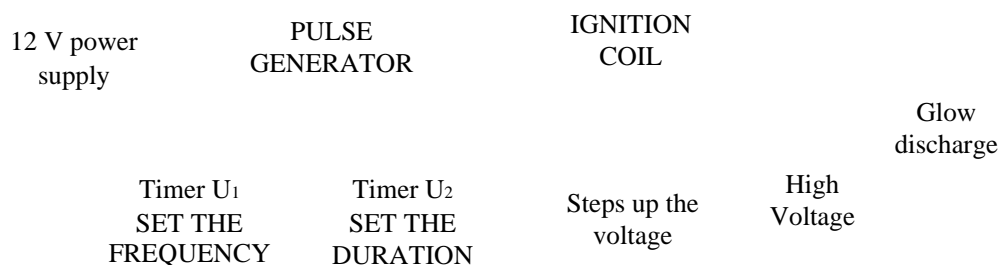 12 V power
supply
PULSE
GENERATOR
IGNITION
COIL
Glow
discharge
Timer U1
SET THE
FREQUENCY
Timer U2
SET THE
DURATION
Steps up the
voltage
High
Voltage